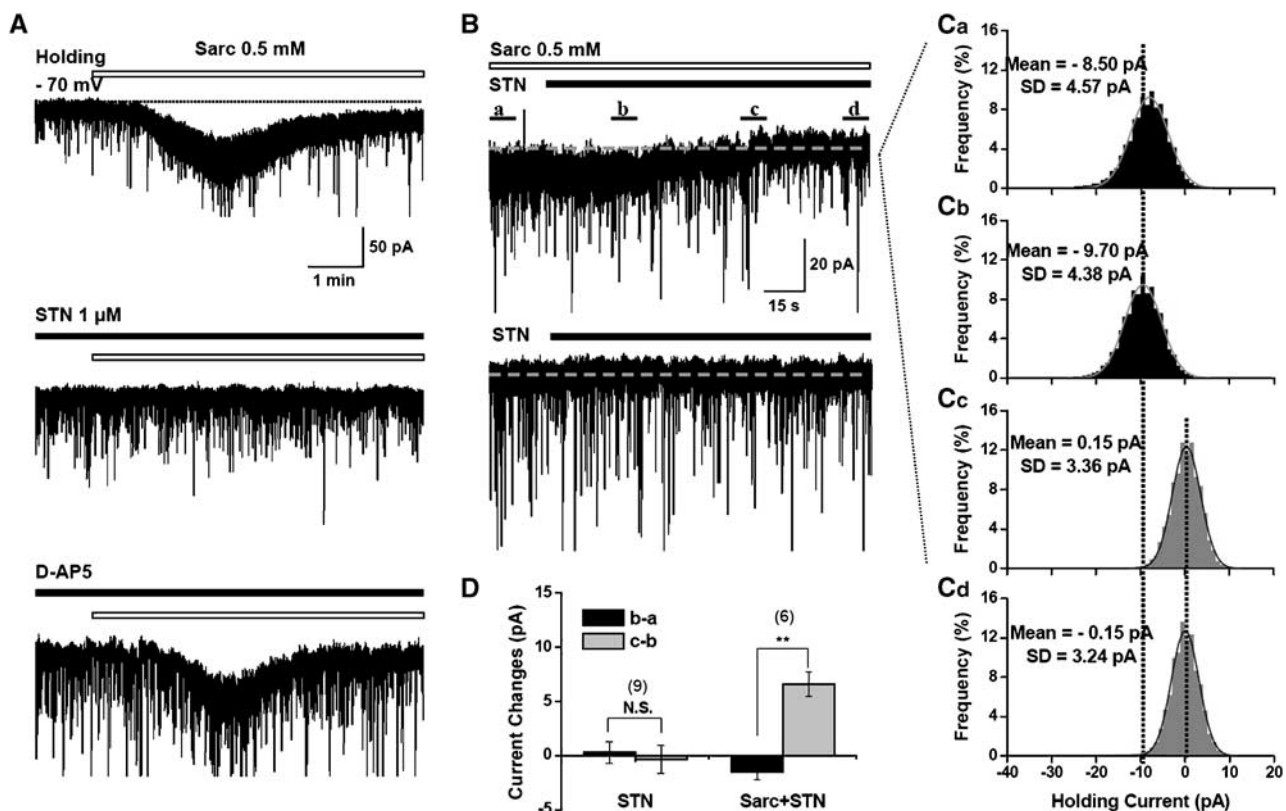 A
Sarc 0.5 mM
Holding
- 70 mV
50 pA
1 min
STN 1 µM
D-AP5
B
Sarc 0.5 mM
STN
a b c d
20 pA
15 s
STN
D
Current Changes (pA)
15
10
5
0
-5
b-a
c-b
(9)
N.S.
(6)
**
STN
Sarc+STN
Ca
Frequency (%)
16
12
8
4
0
Mean = - 8.50 pA
SD = 4.57 pA
Cb
Frequency (%)
16
12
8
4
0
Mean = - 9.70 pA
SD = 4.38 pA
Cc
Frequency (%)
16
12
8
4
0
Mean = 0.15 pA
SD = 3.36 pA
Cd
Frequency (%)
16
12
8
4
0
Mean = - 0.15 pA
SD = 3.24 pA
-40 -30 -20 -10 0 10 20
Holding Current (pA)